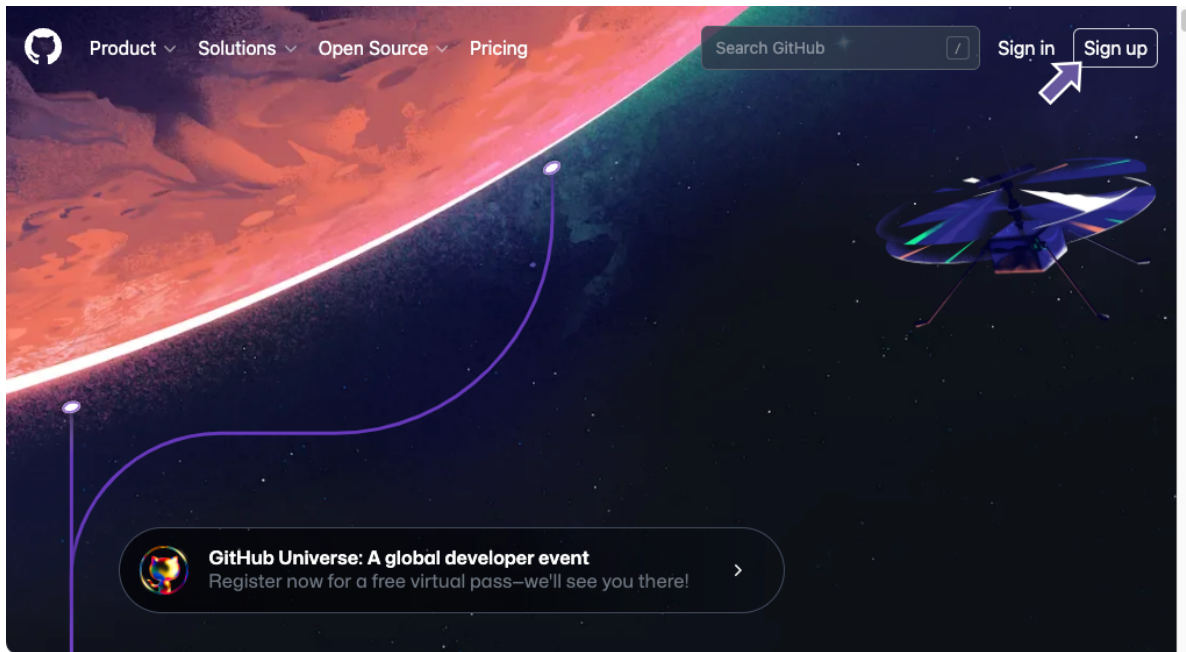 Product
Solutions
Open Source
Pricing
Search GitHub
/
Sign in
Sign up
GitHub Universe: A global developer event
Register now for a free virtual pass—we'll see you there!